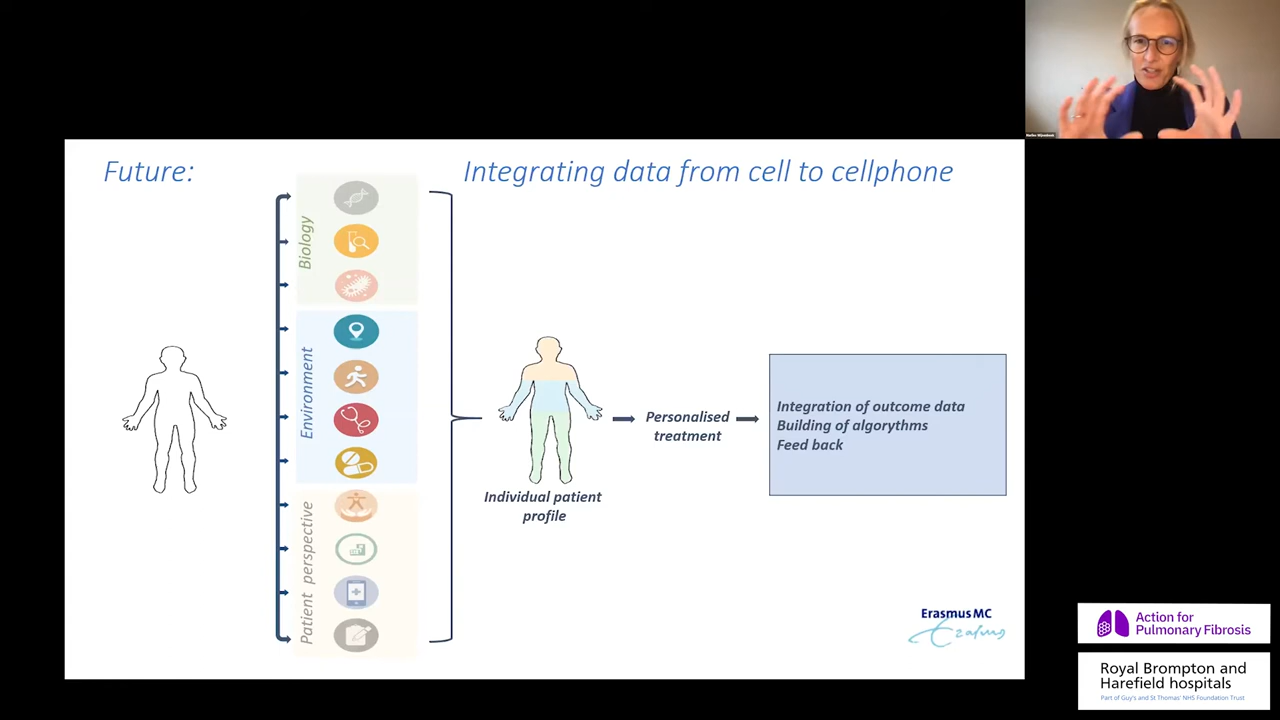 Future:
Integrating data from cell to cellphone
Biology
Environment
Patient perspective
Individual patient
profile
Personalised
treatment
Integration of outcome data
Building of algorythms
Feed back
Erasmus MC
Erasmus
Action for
Pulmonary Fibrosis
Royal Brompton and
Harefield hospitals
Part of Guy's and St Thomas' NHS Foundation Trust